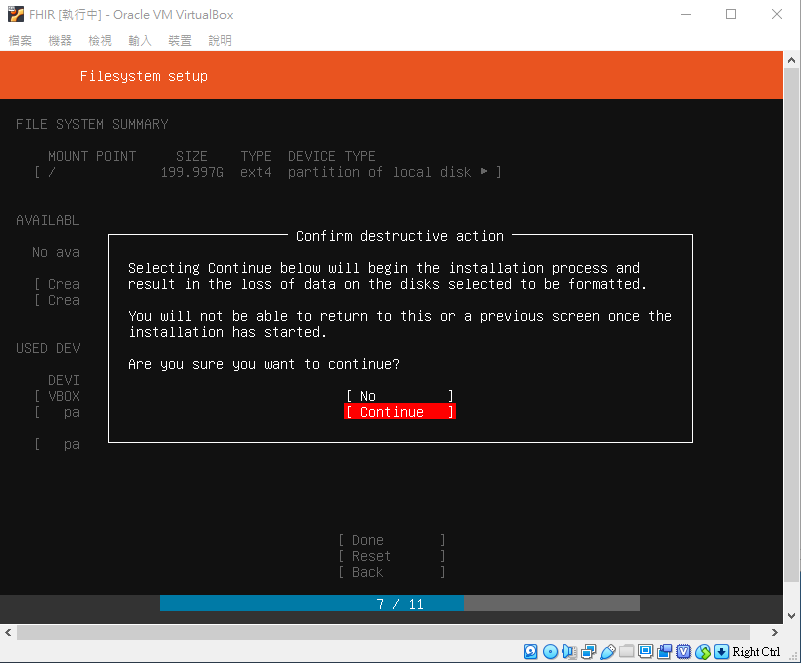 FHIR [執行中] - Oracle VM VirtualBox
檔案 機器 檢視 輸入 裝置 說明
Filesystem setup
FILE SYSTEM SUMMARY
MOUNT POINT SIZE TYPE DEVICE TYPE
[ / 199.997G ext4 partition of local disk ▸ ]
AVAILABL
No ava
[ Crea
[ Crea
USED DEV
DEVI
[ VBOX
[ pa
[ pa
Confirm destructive action
Selecting Continue below will begin the installation process and
result in the loss of data on the disks selected to be formatted.
You will not be able to return to this or a previous screen once the
installation has started.
Are you sure you want to continue?
[ No ]
[ Continue ]
[ Done ]
[ Reset ]
[ Back ]
7 / 11
Right Ctrl